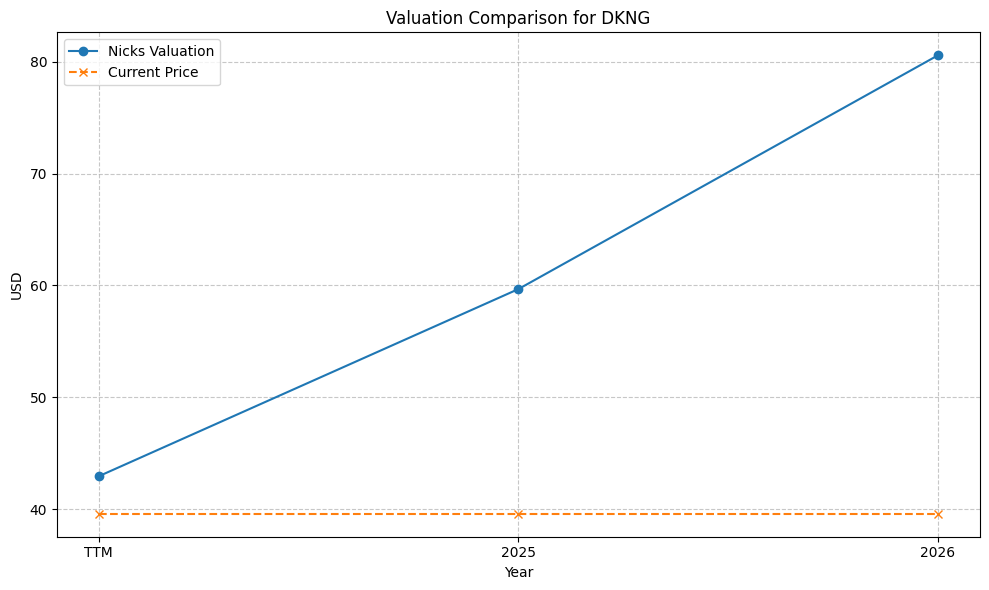 Valuation Comparison for DKNG
Nicks Valuation
Current Price
80
70
60
50
40
USD
TTM
2025
2026
Year